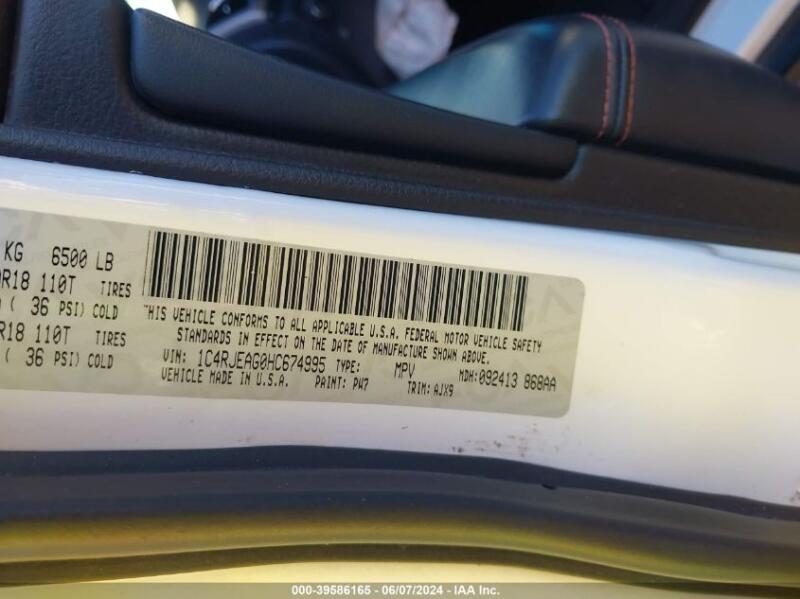 KG 6500 LB
R18 110T TIRES
( 36 PSI) COLD
R18 110T TIRES
( 36 PSI) COLD
THIS VEHICLE CONFORMS TO ALL APPLICABLE U.S.A. FEDERAL MOTOR VEHICLE SAFETY
STANDARDS IN EFFECT ON THE DATE OF MANUFACTURE SHOWN ABOVE.
VIN: 1C4RJEAG0HC674995 TYPE: MPV MDH: 092413 868AA
VEHICLE MADE IN U.S.A. PAINT: PW7 TRIM: AJX9
000-39586165 / 06/07/2024 - IAA Inc.